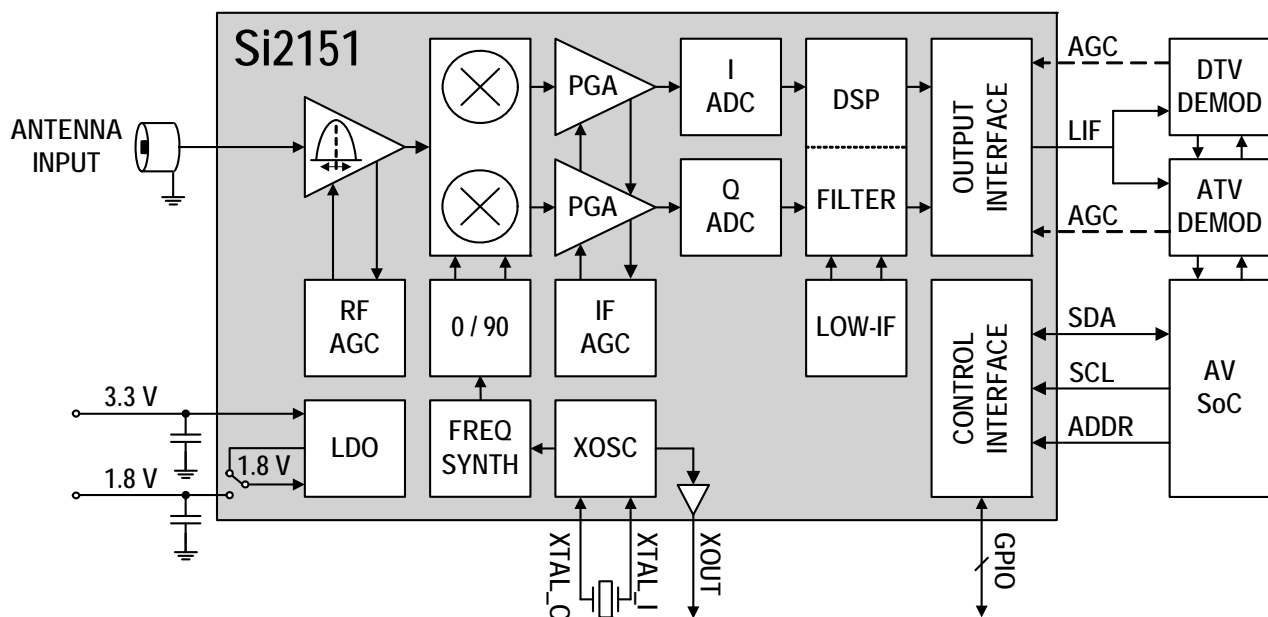 Si2151
ANTENNA
INPUT
PGA
PGA
I
ADC
Q
ADC
DSP
FILTER
OUTPUT
INTERFACE
AGC
LIF
AGC
DTV
DEMOD
ATV
DEMOD
RF
AGC
0 / 90
IF
AGC
LOW-IF
CONTROL
INTERFACE
SDA
SCL
ADDR
AV
SoC
3.3 V
1.8 V
1.8 V
LDO
FREQ
SYNTH
XOSC
XTAL_O
XTAL_I
XOUT
GPIO